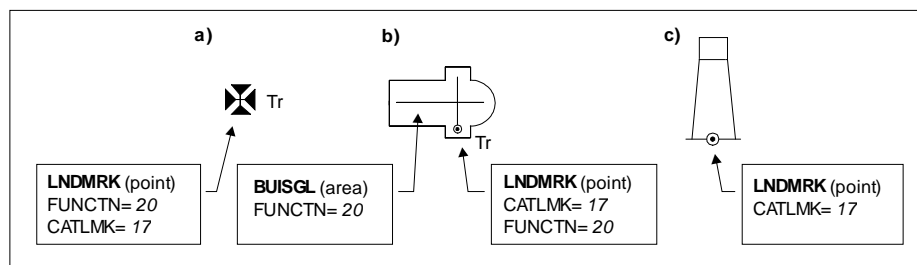 a)
b)
c)
Tr
Tr
LNDMRK (point)
FUNCTN= 20
CATLMK= 17
BUISGL (area)
FUNCTN= 20
LNDMRK (point)
CATLMK= 17
FUNCTN= 20
LNDMRK (point)
CATLMK= 17